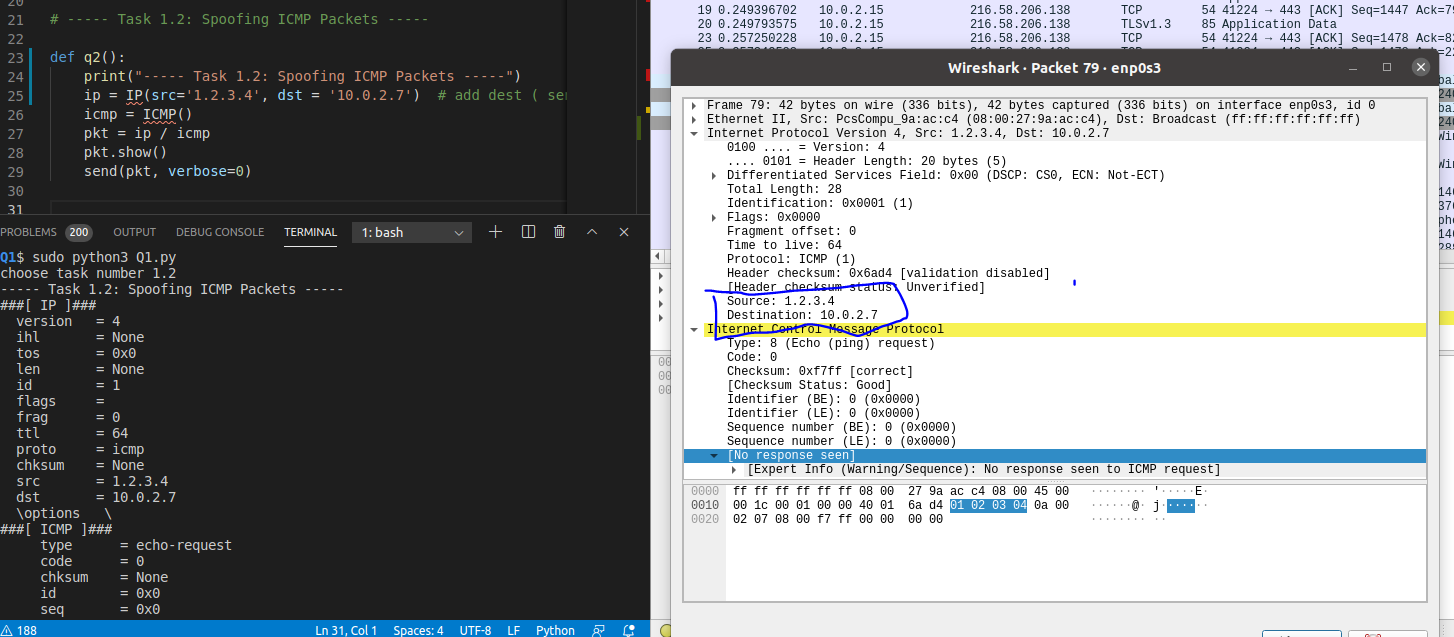 20
21 # ----- Task 1.2: Spoofing ICMP Packets -----
22
23 def q2():
24 print("----- Task 1.2: Spoofing ICMP Packets -----")
25 ip = IP(src='1.2.3.4', dst = '10.0.2.7') # add dest ( se
26 icmp = ICMP()
27 pkt = ip / icmp
28 pkt.show()
29 send(pkt, verbose=0)
30
31
PROBLEMS 200 OUTPUT DEBUG CONSOLE TERMINAL 1: bash
Q1$ sudo python3 Q1.py
choose task number 1.2
----- Task 1.2: Spoofing ICMP Packets -----
###[ IP ]###
version = 4
ihl = None
tos = 0x0
len = None
id = 1
flags =
frag = 0
ttl = 64
proto = icmp
chksum = None
src = 1.2.3.4
dst = 10.0.2.7
\options \
###[ ICMP ]###
type = echo-request
code = 0
chksum = None
id = 0x0
seq = 0x0
188 Ln 31, Col 1 Spaces: 4 UTF-8 LF Python
19 0.249396702 10.0.2.15 216.58.206.138 TCP 54 41224 → 443 [ACK] Seq=1447 Ack=79
20 0.249793575 10.0.2.15 216.58.206.138 TLSv1.3 85 Application Data
23 0.257250228 10.0.2.15 216.58.206.138 TCP 54 41224 → 443 [ACK] Seq=1478 Ack=8
Wireshark · Packet 79 · enp0s3
Frame 79: 42 bytes on wire (336 bits), 42 bytes captured (336 bits) on interface enp0s3, id 0
Ethernet II, Src: PcsCompu_9a:ac:c4 (08:00:27:9a:ac:c4), Dst: Broadcast (ff:ff:ff:ff:ff:ff)
Internet Protocol Version 4, Src: 1.2.3.4, Dst: 10.0.2.7
0100 .... = Version: 4
.... 0101 = Header Length: 20 bytes (5)
Differentiated Services Field: 0x00 (DSCP: CS0, ECN: Not-ECT)
Total Length: 28
Identification: 0x0001 (1)
Flags: 0x0000
Fragment offset: 0
Time to live: 64
Protocol: ICMP (1)
Header checksum: 0x6ad4 [validation disabled]
[Header checksum status: Unverified]
Source: 1.2.3.4
Destination: 10.0.2.7
Internet Control Message Protocol
Type: 8 (Echo (ping) request)
Code: 0
Checksum: 0xf7ff [correct]
[Checksum Status: Good]
Identifier (BE): 0 (0x0000)
Identifier (LE): 0 (0x0000)
Sequence number (BE): 0 (0x0000)
Sequence number (LE): 0 (0x0000)
[No response seen]
[Expert Info (Warning/Sequence): No response seen to ICMP request]
0000 ff ff ff ff ff ff 08 00 27 9a ac c4 08 00 45 00 ········ '·····E·
0010 00 1c 00 01 00 00 40 01 6a d4 01 02 03 04 0a 00 ······@· j·······
0020 02 07 08 00 f7 ff 00 00 00 00 ········ ··